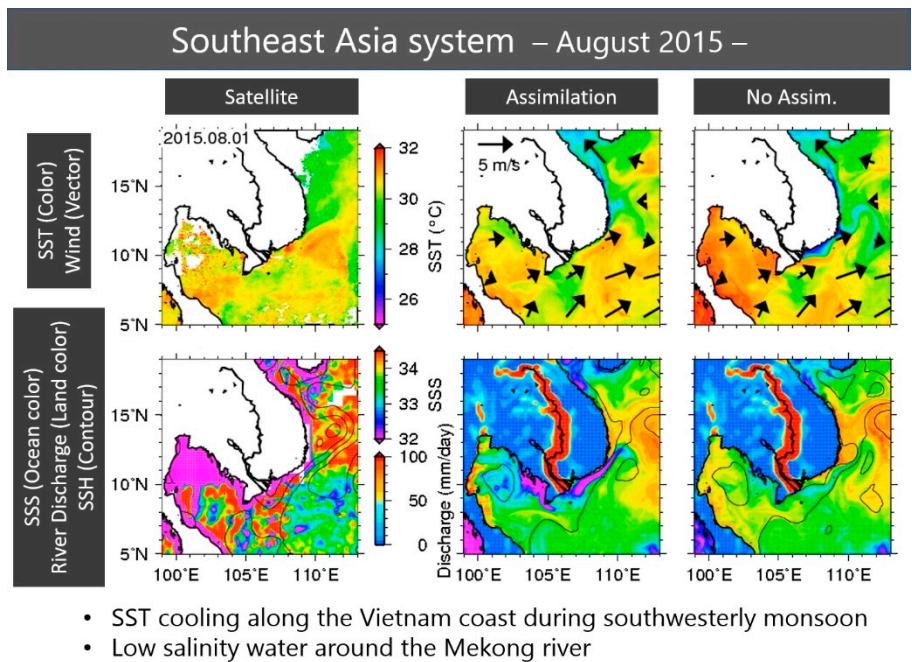 Southeast Asia system – August 2015 –
Satellite
Assimilation
No Assim.
SST (Color)
Wind (Vector)
2015.08.01
15°N
10°N
5°N
32
30
28
26
SST (°C)
5 m/s
SSS (Ocean color)
River Discharge (Land color)
SSH (Contour)
15°N
10°N
5°N
100°E 105°E 110°E
34
33
32
SSS
100
50
0
Discharge (mm/day)
100°E 105°E 110°E
100°E 105°E 110°E
• SST cooling along the Vietnam coast during southwesterly monsoon
• Low salinity water around the Mekong river